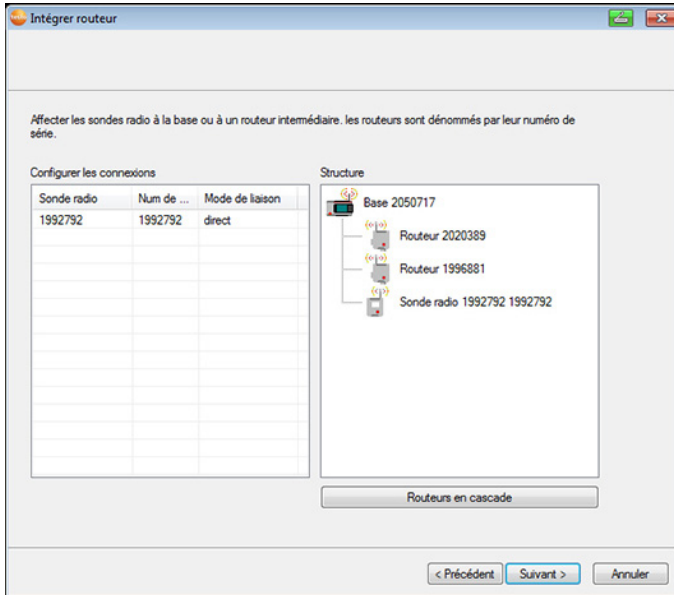 Intégrer routeur
Affecter les sondes radio à la base ou à un routeur intermédiaire. les routeurs sont dénommés par leur numéro de
série.
Configurer les connexions
Structure
Sonde radio Num de ... Mode de liaison
1992792 1992792 direct
Base 2050717
Routeur 2020389
Routeur 1996881
Sonde radio 1992792 1992792
Routeurs en cascade
< Précédent Suivant > Annuler